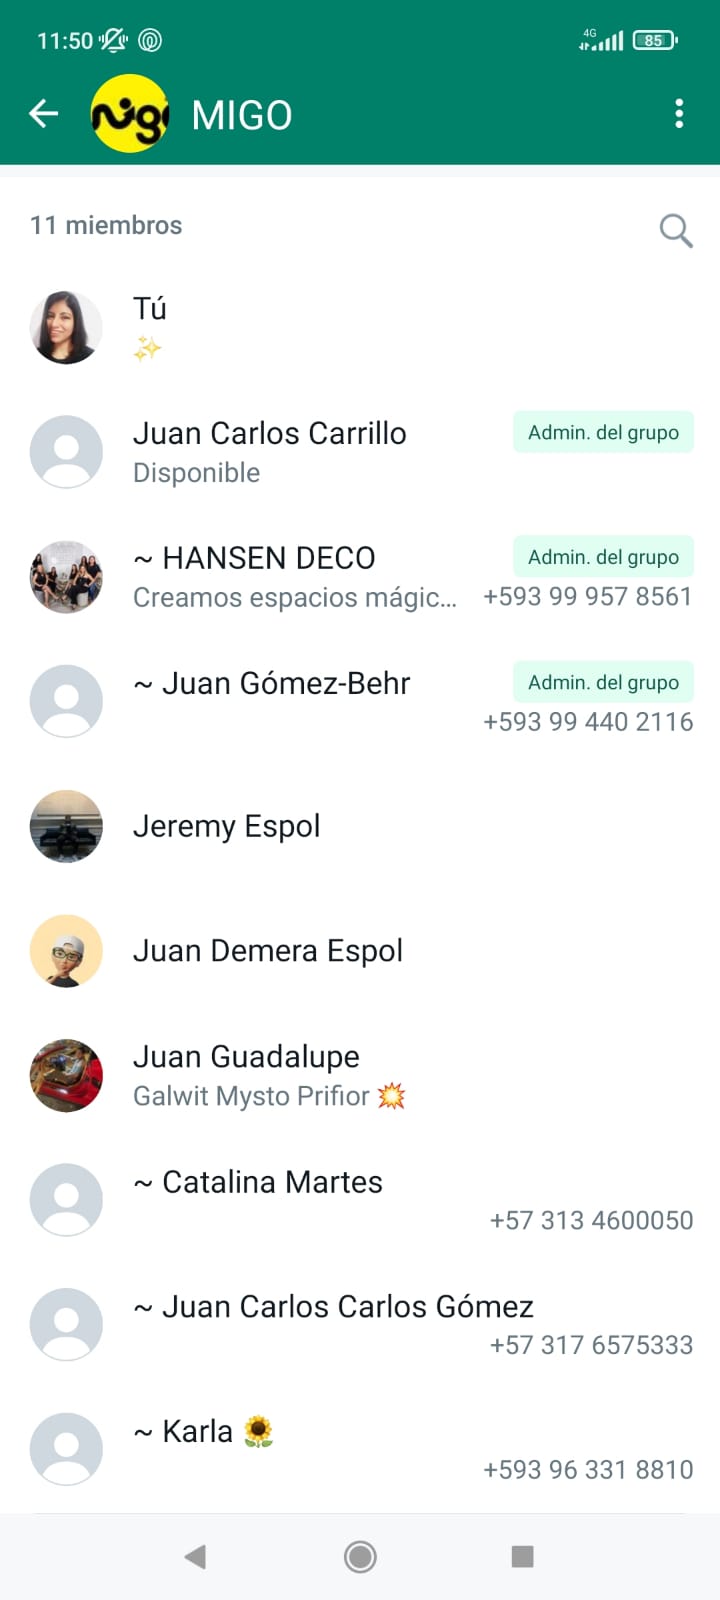 11:50
4G
85
migo
MIGO
11 miembros
Tú
✨
Juan Carlos Carrillo
Admin. del grupo
Disponible
~ HANSEN DECO
Admin. del grupo
Creamos espacios mágic...
+593 99 957 8561
~ Juan Gómez-Behr
Admin. del grupo
+593 99 440 2116
Jeremy Espol
Juan Demera Espol
Juan Guadalupe
Galwit Mysto Prifior 💥
~ Catalina Martes
+57 313 4600050
~ Juan Carlos Carlos Gómez
+57 317 6575333
~ Karla 🌻
+593 96 331 8810